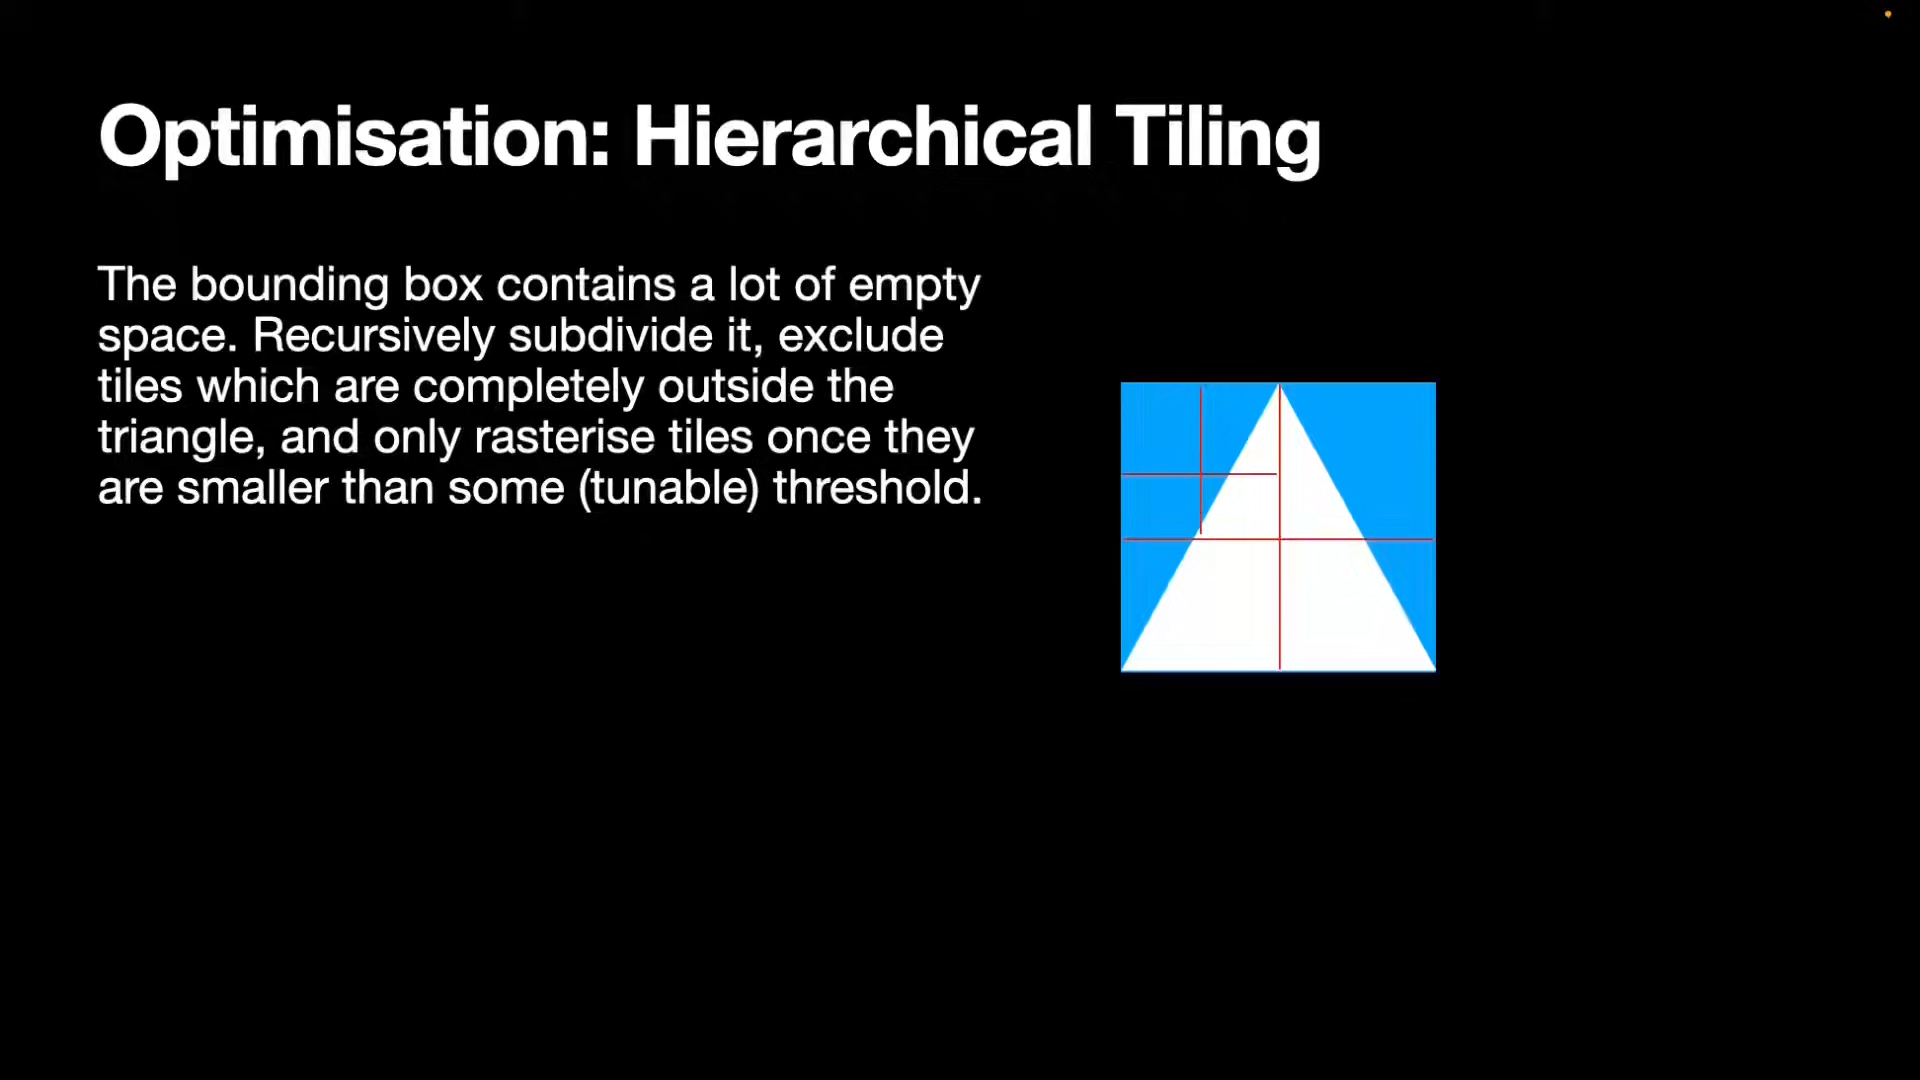 Optimisation: Hierarchical Tiling
The bounding box contains a lot of empty
space. Recursively subdivide it, exclude
tiles which are completely outside the
triangle, and only rasterise tiles once they
are smaller than some (tunable) threshold.